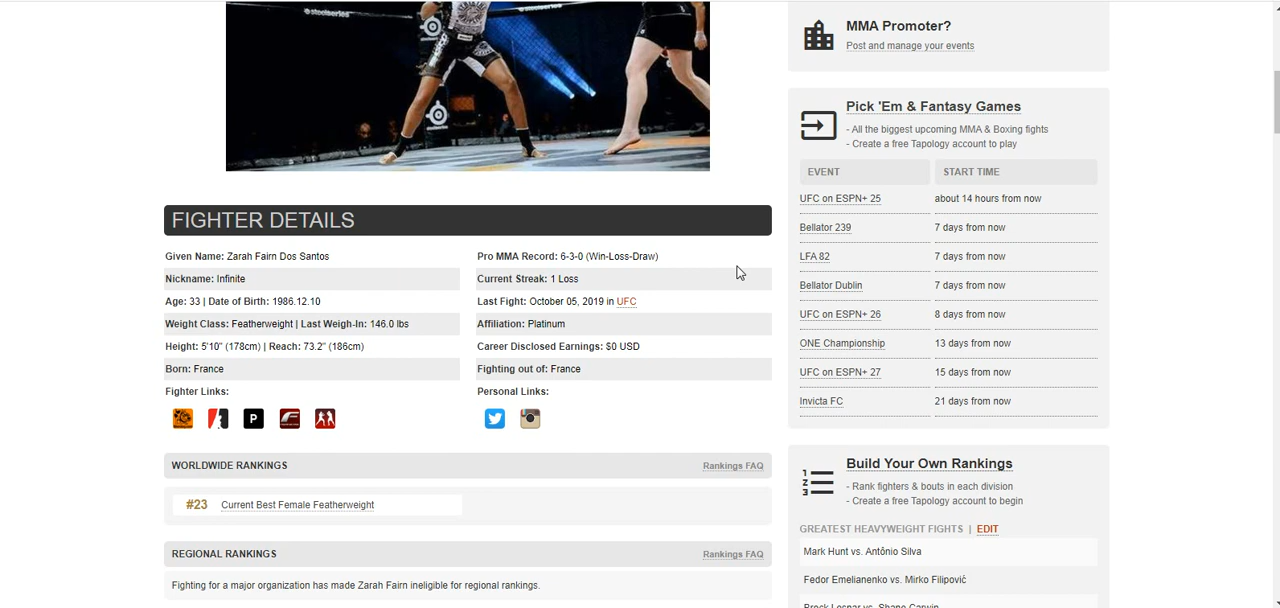 steelseries
steelseries
FIGHTER DETAILS
Given Name: Zarah Fairn Dos Santos
Nickname: Infinite
Age: 33 | Date of Birth: 1986.12.10
Weight Class: Featherweight | Last Weigh-In: 146.0 lbs
Height: 5'10" (178cm) | Reach: 73.2" (186cm)
Born: France
Fighter Links:
P
Pro MMA Record: 6-3-0 (Win-Loss-Draw)
Current Streak: 1 Loss
Last Fight: October 05, 2019 in UFC
Affiliation: Platinum
Career Disclosed Earnings: $0 USD
Fighting out of: France
Personal Links:
WORLDWIDE RANKINGS
Rankings FAQ
#23 Current Best Female Featherweight
REGIONAL RANKINGS
Rankings FAQ
Fighting for a major organization has made Zarah Fairn ineligible for regional rankings.
MMA Promoter?
Post and manage your events
Pick 'Em & Fantasy Games
- All the biggest upcoming MMA & Boxing fights
- Create a free Tapology account to play
EVENT START TIME
UFC on ESPN+ 25 about 14 hours from now
Bellator 239 7 days from now
LFA 82 7 days from now
Bellator Dublin 7 days from now
UFC on ESPN+ 26 8 days from now
ONE Championship 13 days from now
UFC on ESPN+ 27 15 days from now
Invicta FC 21 days from now
Build Your Own Rankings
- Rank fighters & bouts in each division
- Create a free Tapology account to begin
GREATEST HEAVYWEIGHT FIGHTS | EDIT
Mark Hunt vs. Antônio Silva
Fedor Emelianenko vs. Mirko Filipović
Brock Lesnar vs. Shane Carwin